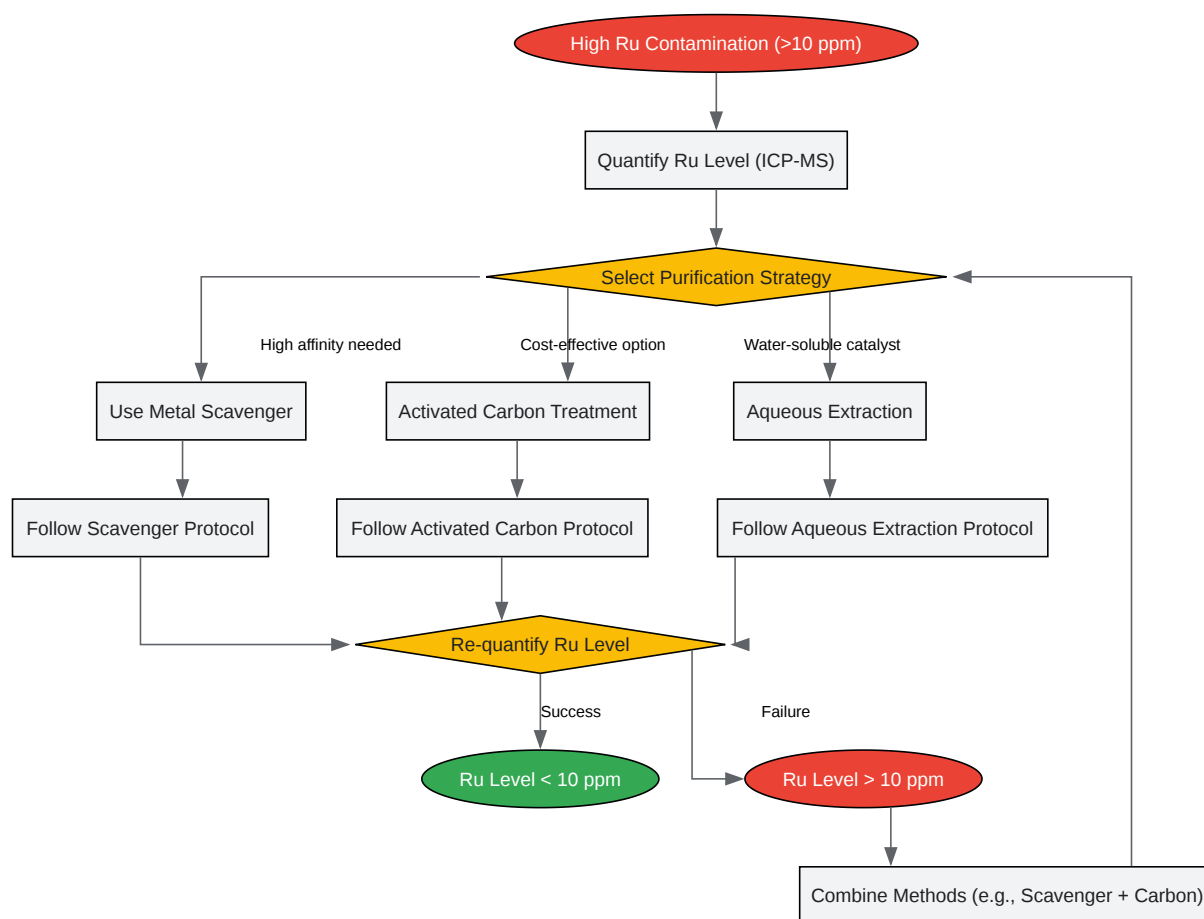 High Ru Contamination (>10 ppm)
Quantify Ru Level (ICP-MS)
Select Purification Strategy
High affinity needed
Cost-effective option
Water-soluble catalyst
Use Metal Scavenger
Activated Carbon Treatment
Aqueous Extraction
Follow Scavenger Protocol
Follow Activated Carbon Protocol
Follow Aqueous Extraction Protocol
Re-quantify Ru Level
Success
Failure
Ru Level < 10 ppm
Ru Level > 10 ppm
Combine Methods (e.g., Scavenger + Carbon)